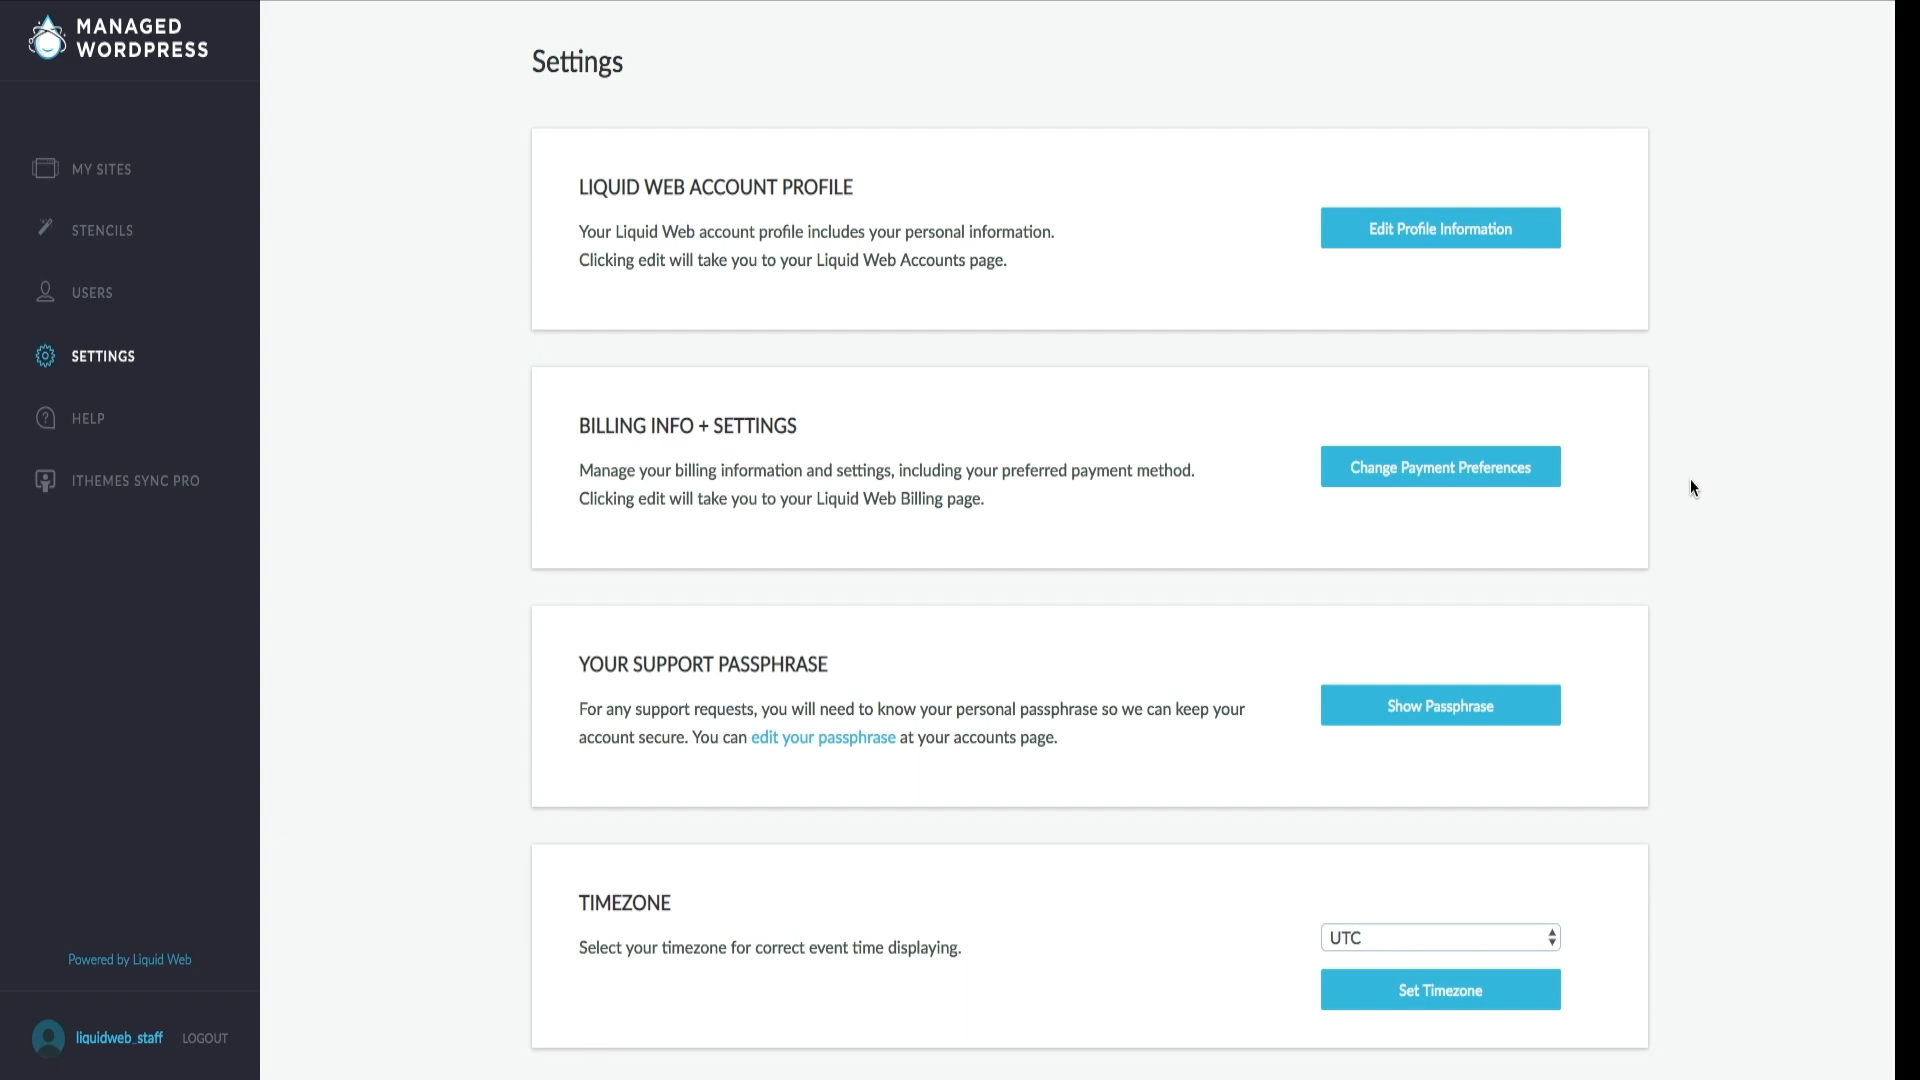 MANAGED
WORDPRESS
MY SITES
STENCILS
USERS
SETTINGS
HELP
ITHEMES SYNC PRO
Powered by Liquid Web
liquidweb_staff
LOGOUT
Settings
LIQUID WEB ACCOUNT PROFILE
Your Liquid Web account profile includes your personal information.
Clicking edit will take you to your Liquid Web Accounts page.
Edit Profile Information
BILLING INFO + SETTINGS
Manage your billing information and settings, including your preferred payment method.
Clicking edit will take you to your Liquid Web Billing page.
Change Payment Preferences
YOUR SUPPORT PASSPHRASE
For any support requests, you will need to know your personal passphrase so we can keep your
account secure. You can edit your passphrase at your accounts page.
Show Passphrase
TIMEZONE
Select your timezone for correct event time displaying.
UTC
Set Timezone